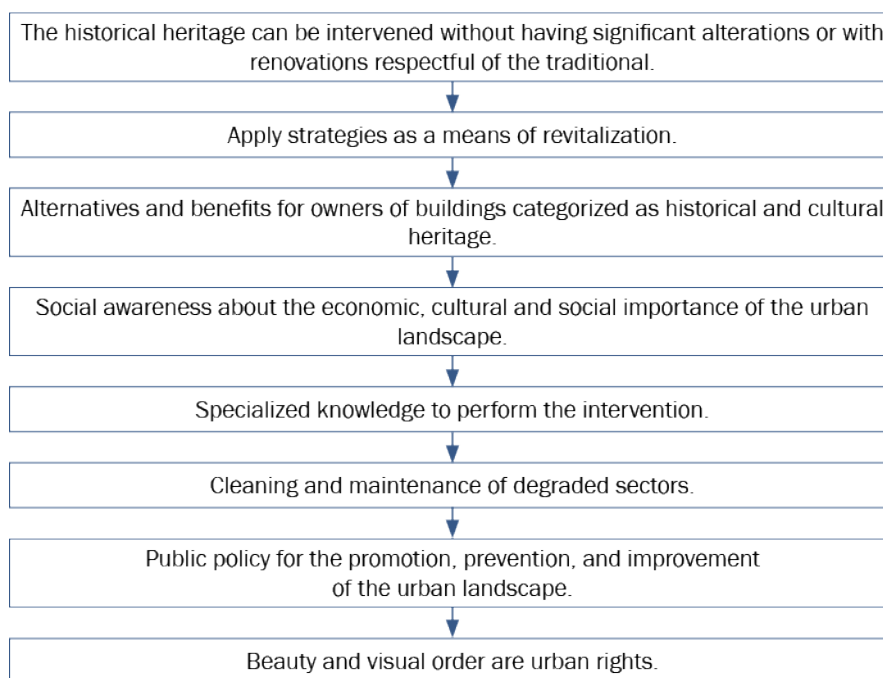 The historical heritage can be intervened without having significant alterations or with
renovations respectful of the traditional.
Apply strategies as a means of revitalization.
Alternatives and benefits for owners of buildings categorized as historical and cultural
heritage.
Social awareness about the economic, cultural and social importance of the urban
landscape.
Specialized knowledge to perform the intervention.
Cleaning and maintenance of degraded sectors.
Public policy for the promotion, prevention, and improvement
of the urban landscape.
Beauty and visual order are urban rights.